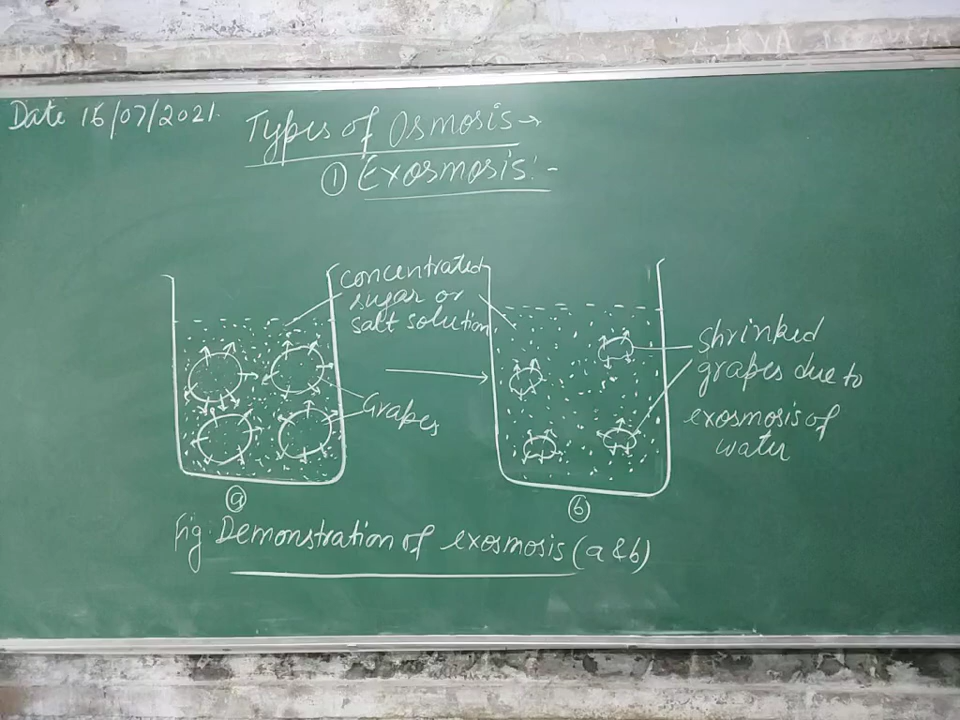 Date 15/07/2021.
Types of Osmosis→
① Exosmosis:-
concentrated
sugar or
salt solution
Grapes
shrinked
grapes due to
exosmosis of
water
ⓐ
ⓑ
Fig: Demonstration of exosmosis (a & b)